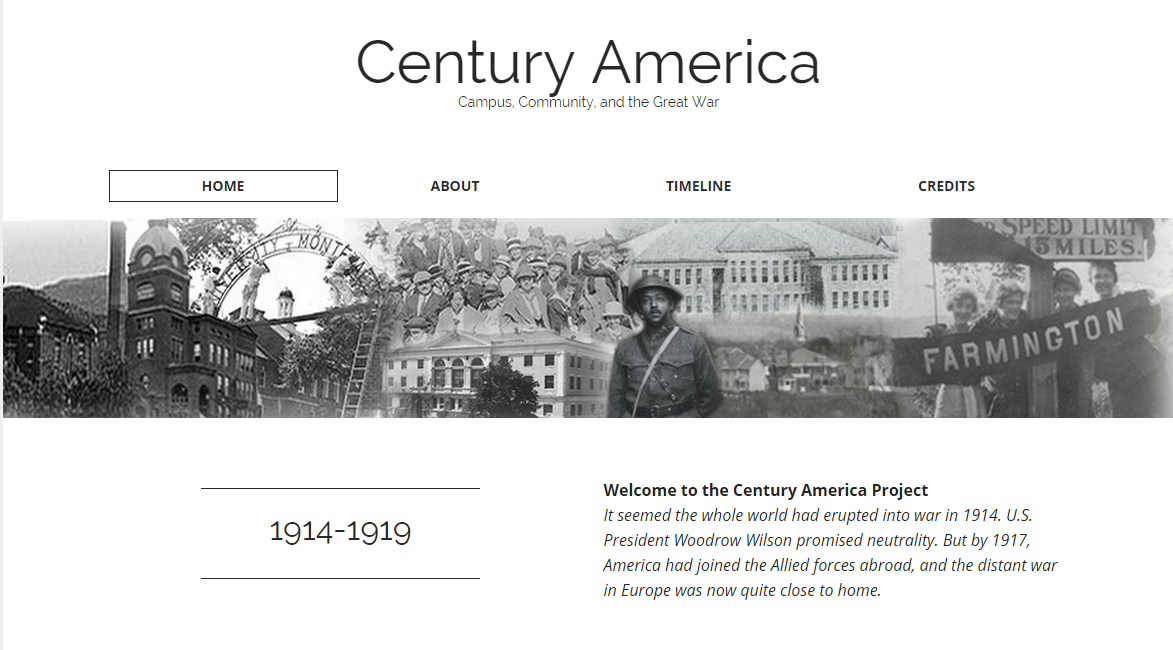 Century America
Campus, Community, and the Great War
HOME
ABOUT
TIMELINE
CREDITS
MONT
SPEED LIMIT
15 MILES.
FARMINGTON
1914-1919
Welcome to the Century America Project
It seemed the whole world had erupted into war in 1914. U.S.
President Woodrow Wilson promised neutrality. But by 1917,
America had joined the Allied forces abroad, and the distant war
in Europe was now quite close to home.